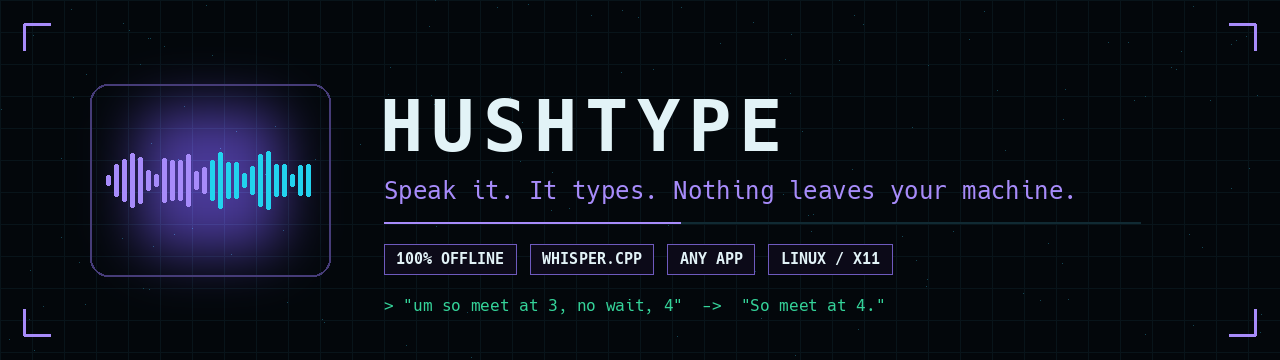 HUSHTYPE
Speak it. It types. Nothing leaves your machine.
100% OFFLINE WHISPER.CPP ANY APP LINUX / X11
> "um so meet at 3, no wait, 4" -> "So meet at 4."